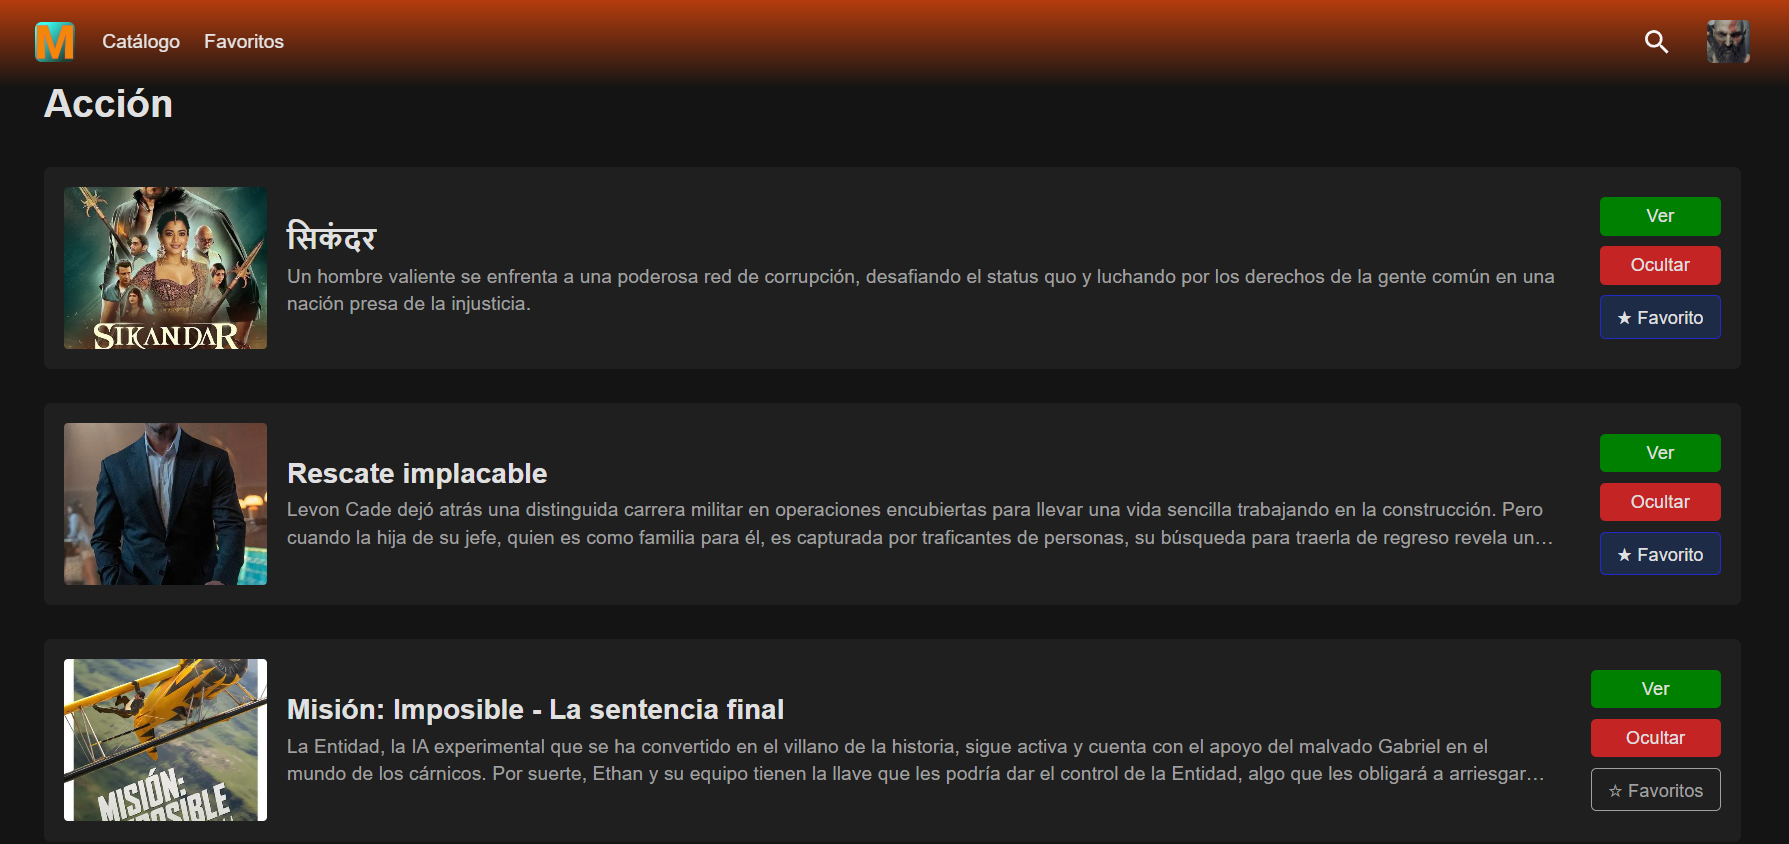 M Catálogo Favoritos
Acción
सिकंदर
Un hombre valiente se enfrenta a una poderosa red de corrupción, desafiando el status quo y luchando por los derechos de la gente común en una
nación presa de la injusticia.
SIKANDAR
Ver
Ocultar
★ Favorito
Rescate implacable
Levon Cade dejó atrás una distinguida carrera militar en operaciones encubiertas para llevar una vida sencilla trabajando en la construcción. Pero
cuando la hija de su jefe, quien es como familia para él, es capturada por traficantes de personas, su búsqueda para traerla de regreso revela un…
Ver
Ocultar
★ Favorito
MISIÓN:
Misión: Imposible - La sentencia final
La Entidad, la IA experimental que se ha convertido en el villano de la historia, sigue activa y cuenta con el apoyo del malvado Gabriel en el
mundo de los cárnicos. Por suerte, Ethan y su equipo tienen la llave que les podría dar el control de la Entidad, algo que les obligará a arriesgar…
Ver
Ocultar
☆ Favoritos